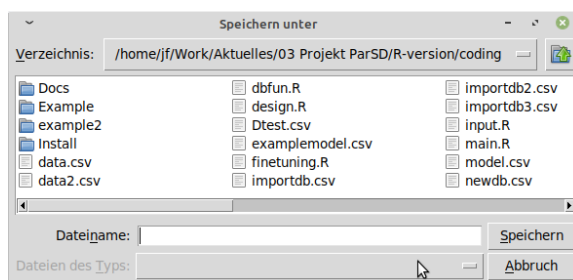 Speichern unter
Verzeichnis: /home/jf/Work/Aktuelles/03 Projekt ParSD/R-version/coding
Docs dbfun.R importdb2.csv
Example design.R importdb3.csv
example2 Dtest.csv input.R
Install examplemodel.csv main.R
data.csv finetuning.R model.csv
data2.csv importdb.csv newdb.csv
Dateiname: Speichern
Dateien des Typs: Abbruch